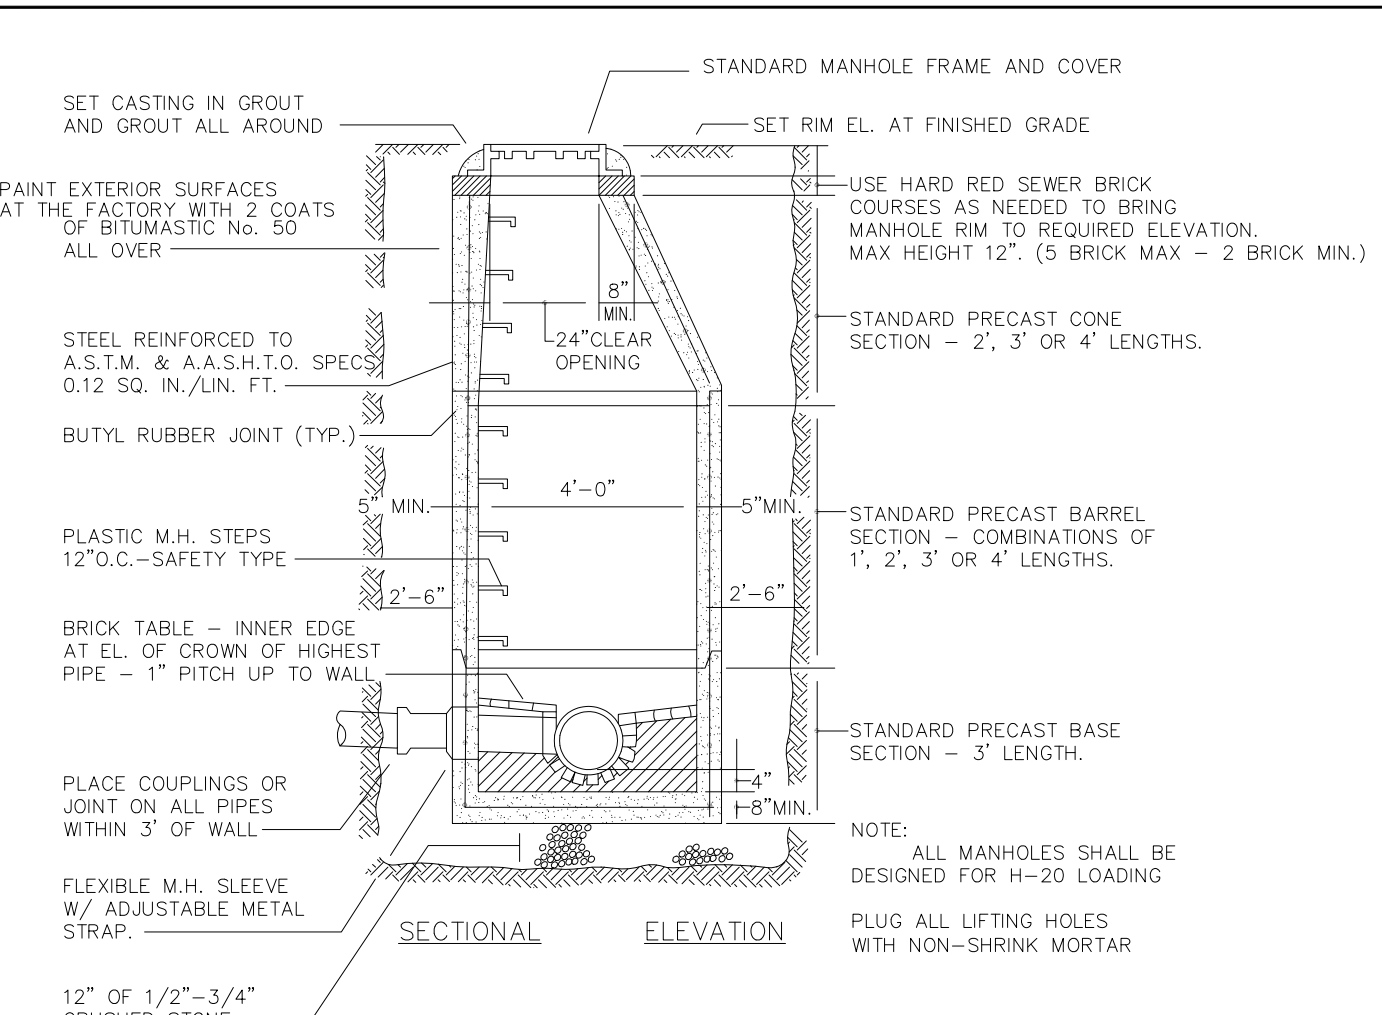 STANDARD MANHOLE FRAME AND COVER
SET CASTING IN GROUT
AND GROUT ALL AROUND
SET RIM EL. AT FINISHED GRADE
PAINT EXTERIOR SURFACES
AT THE FACTORY WITH 2 COATS
OF BITUMASTIC No. 50
ALL OVER
USE HARD RED SEWER BRICK
COURSES AS NEEDED TO BRING
MANHOLE RIM TO REQUIRED ELEVATION.
MAX HEIGHT 12". (5 BRICK MAX – 2 BRICK MIN.)
8"
MIN.
24"CLEAR
OPENING
STANDARD PRECAST CONE
SECTION – 2', 3' OR 4' LENGTHS.
STEEL REINFORCED TO
A.S.T.M. & A.A.S.H.T.O. SPECS
0.12 SQ. IN./LIN. FT.
BUTYL RUBBER JOINT (TYP.)
5" MIN.
4'–0"
5"MIN.
STANDARD PRECAST BARREL
SECTION – COMBINATIONS OF
1', 2', 3' OR 4' LENGTHS.
PLASTIC M.H. STEPS
12"O.C.–SAFETY TYPE
2'–6"
2'–6"
BRICK TABLE – INNER EDGE
AT EL. OF CROWN OF HIGHEST
PIPE – 1" PITCH UP TO WALL
STANDARD PRECAST BASE
SECTION – 3' LENGTH.
PLACE COUPLINGS OR
JOINT ON ALL PIPES
WITHIN 3' OF WALL
4"
8"MIN.
NOTE:
ALL MANHOLES SHALL BE
DESIGNED FOR H–20 LOADING
PLUG ALL LIFTING HOLES
WITH NON–SHRINK MORTAR
FLEXIBLE M.H. SLEEVE
W/ ADJUSTABLE METAL
STRAP.
SECTIONAL ELEVATION
12" OF 1/2"–3/4"
CRUSHED STONE